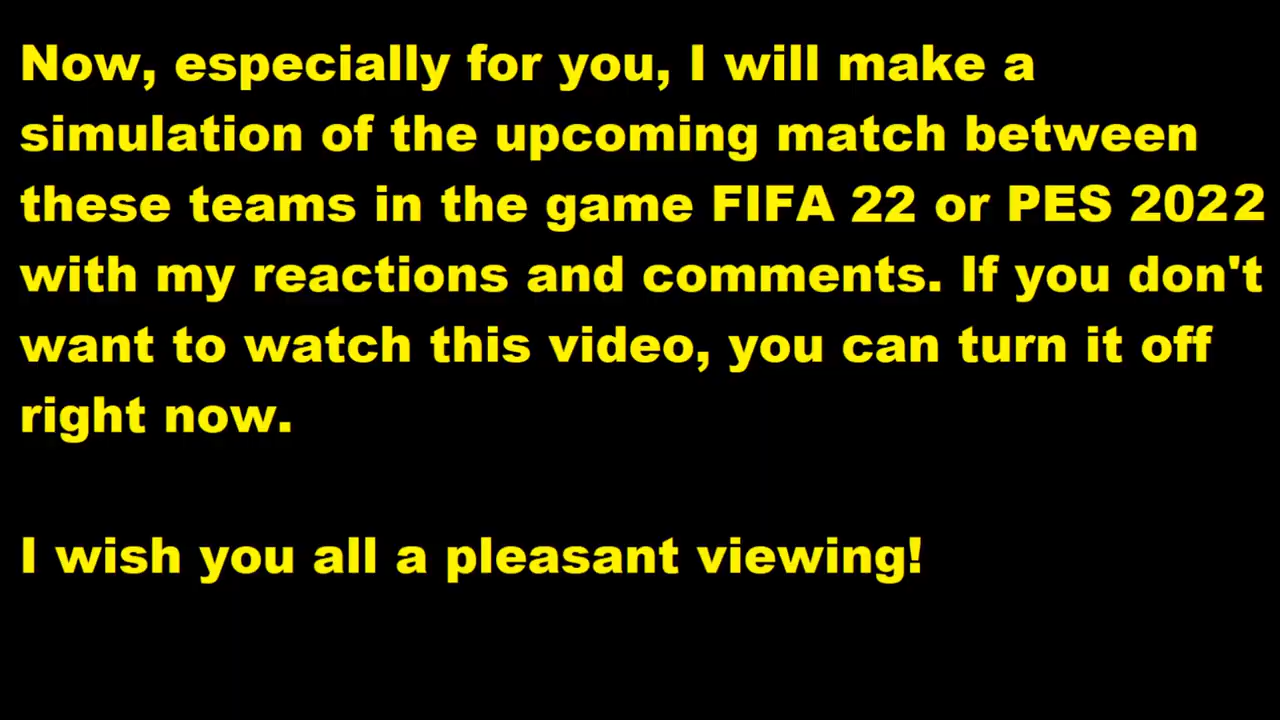 Now, especially for you, I will make a
simulation of the upcoming match between
these teams in the game FIFA 22 or PES 2022
with my reactions and comments. If you don't
want to watch this video, you can turn it off
right now.
I wish you all a pleasant viewing!